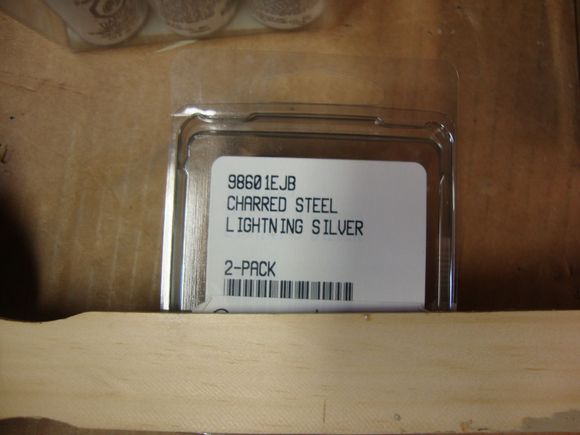 98601EJB
CHARRED STEEL
LIGHTNING SILVER
2-PACK